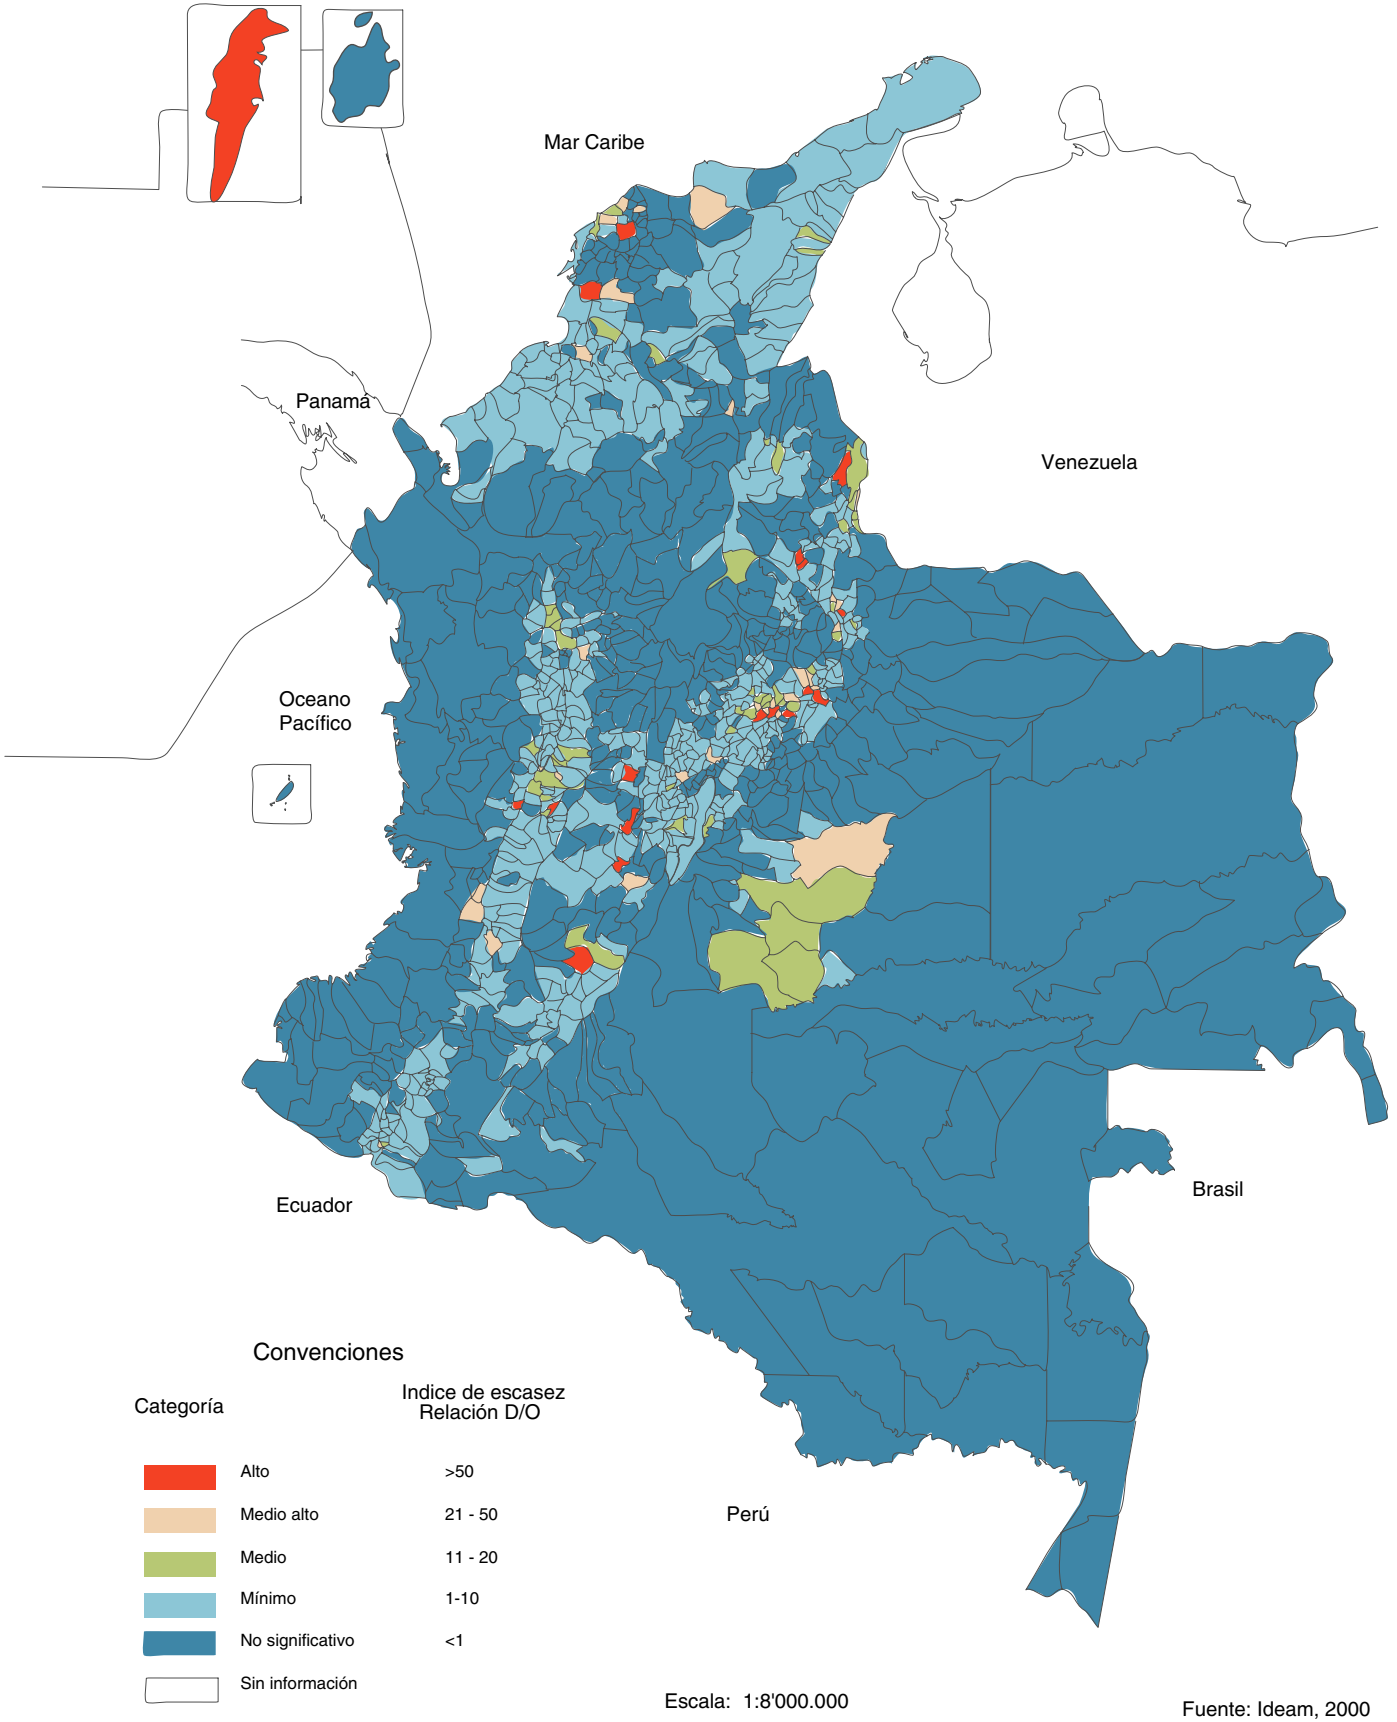 Mar Caribe
Panamá
Venezuela
Oceano
Pacífico
Ecuador
Brasil
Perú
Convenciones
Categoría
Indice de escasez
Relación D/O
Alto >50
Medio alto 21 - 50
Medio 11 - 20
Mínimo 1-10
No significativo <1
Sin información
Escala: 1:8'000.000
Fuente: Ideam, 2000